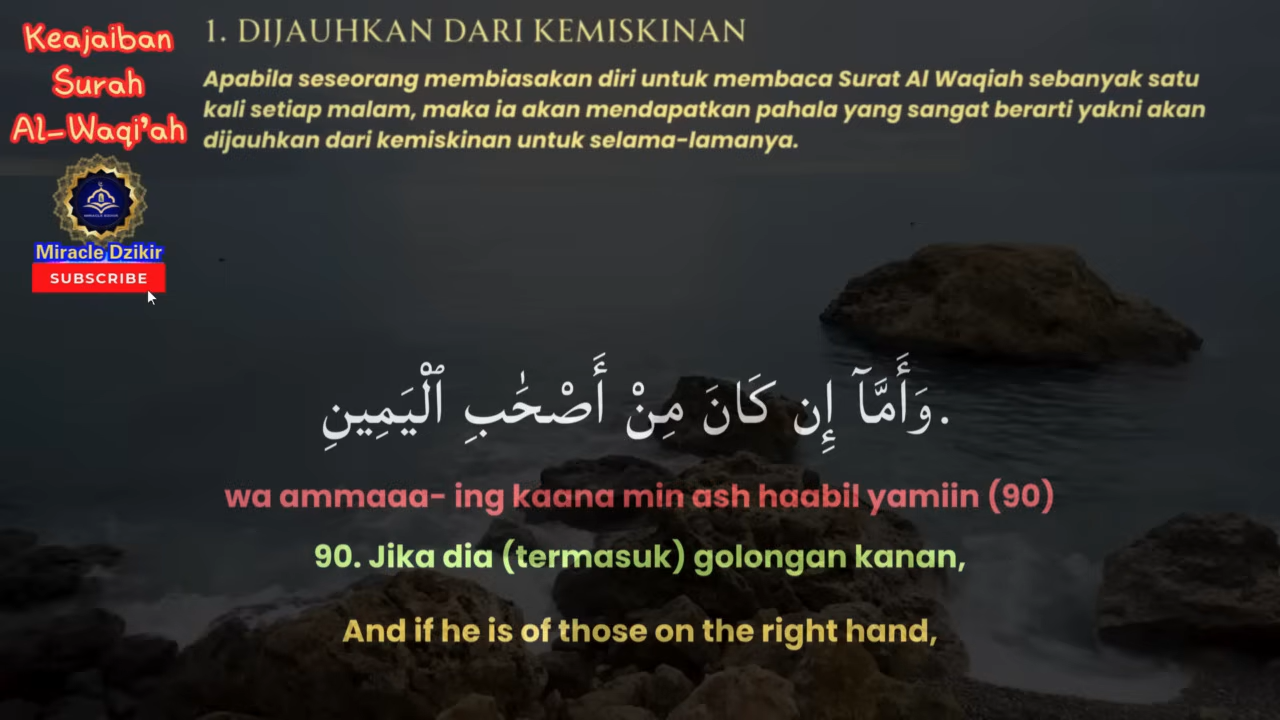 Keajaiban
Surah
Al-Waqi'ah
Miracle Dzikir
SUBSCRIBE
1. DIJAUHKAN DARI KEMISKINAN
Apabila seseorang membiasakan diri untuk membaca Surat Al Waqiah sebanyak satu
kali setiap malam, maka ia akan mendapatkan pahala yang sangat berarti yakni akan
dijauhkan dari kemiskinan untuk selama-lamanya.
وَأَمَّآ إِن كَانَ مِنْ أَصْحَٰبِ ٱلْيَمِينِ.
wa ammaaa- ing kaana min ash haabil yamiin (90)
90. Jika dia (termasuk) golongan kanan,
And if he is of those on the right hand,